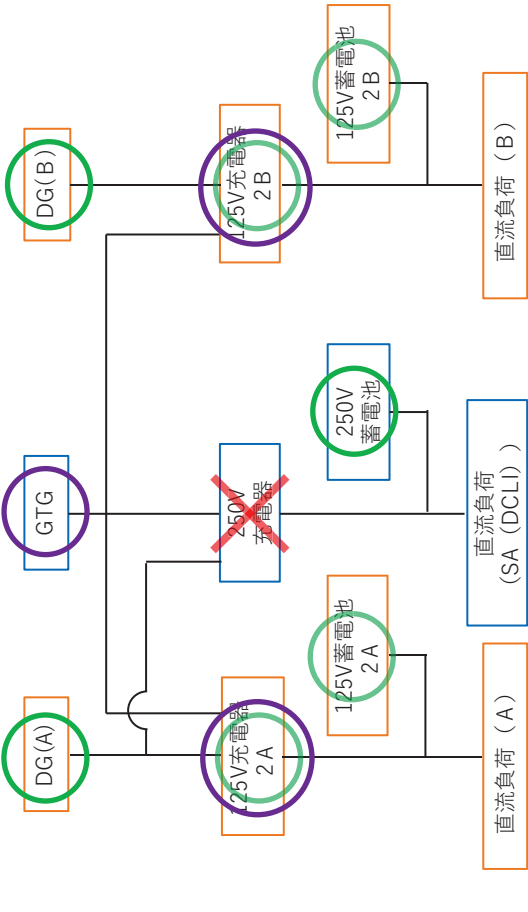 DG(A)
GTG
DG(B)
125V充電器
2A
250V
充電器
125V充電器
2B
125V蓄電池
2A
250V
蓄電池
125V蓄電池
2B
直流負荷（A）
直流負荷
（SA（DCLI））
直流負荷（B）